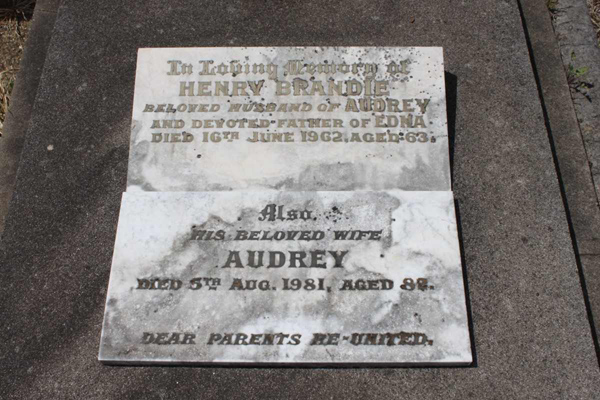 In Loving Memory of
HENRY BRANDIE
BELOVED HUSBAND OF AUDREY
AND DEVOTED FATHER OF EDNA
DIED 16TH JUNE 1962, AGED 63.
Also
HIS BELOVED WIFE
AUDREY
DIED 5TH AUG. 1981, AGED
DEAR PARENTS RE-UNITED.